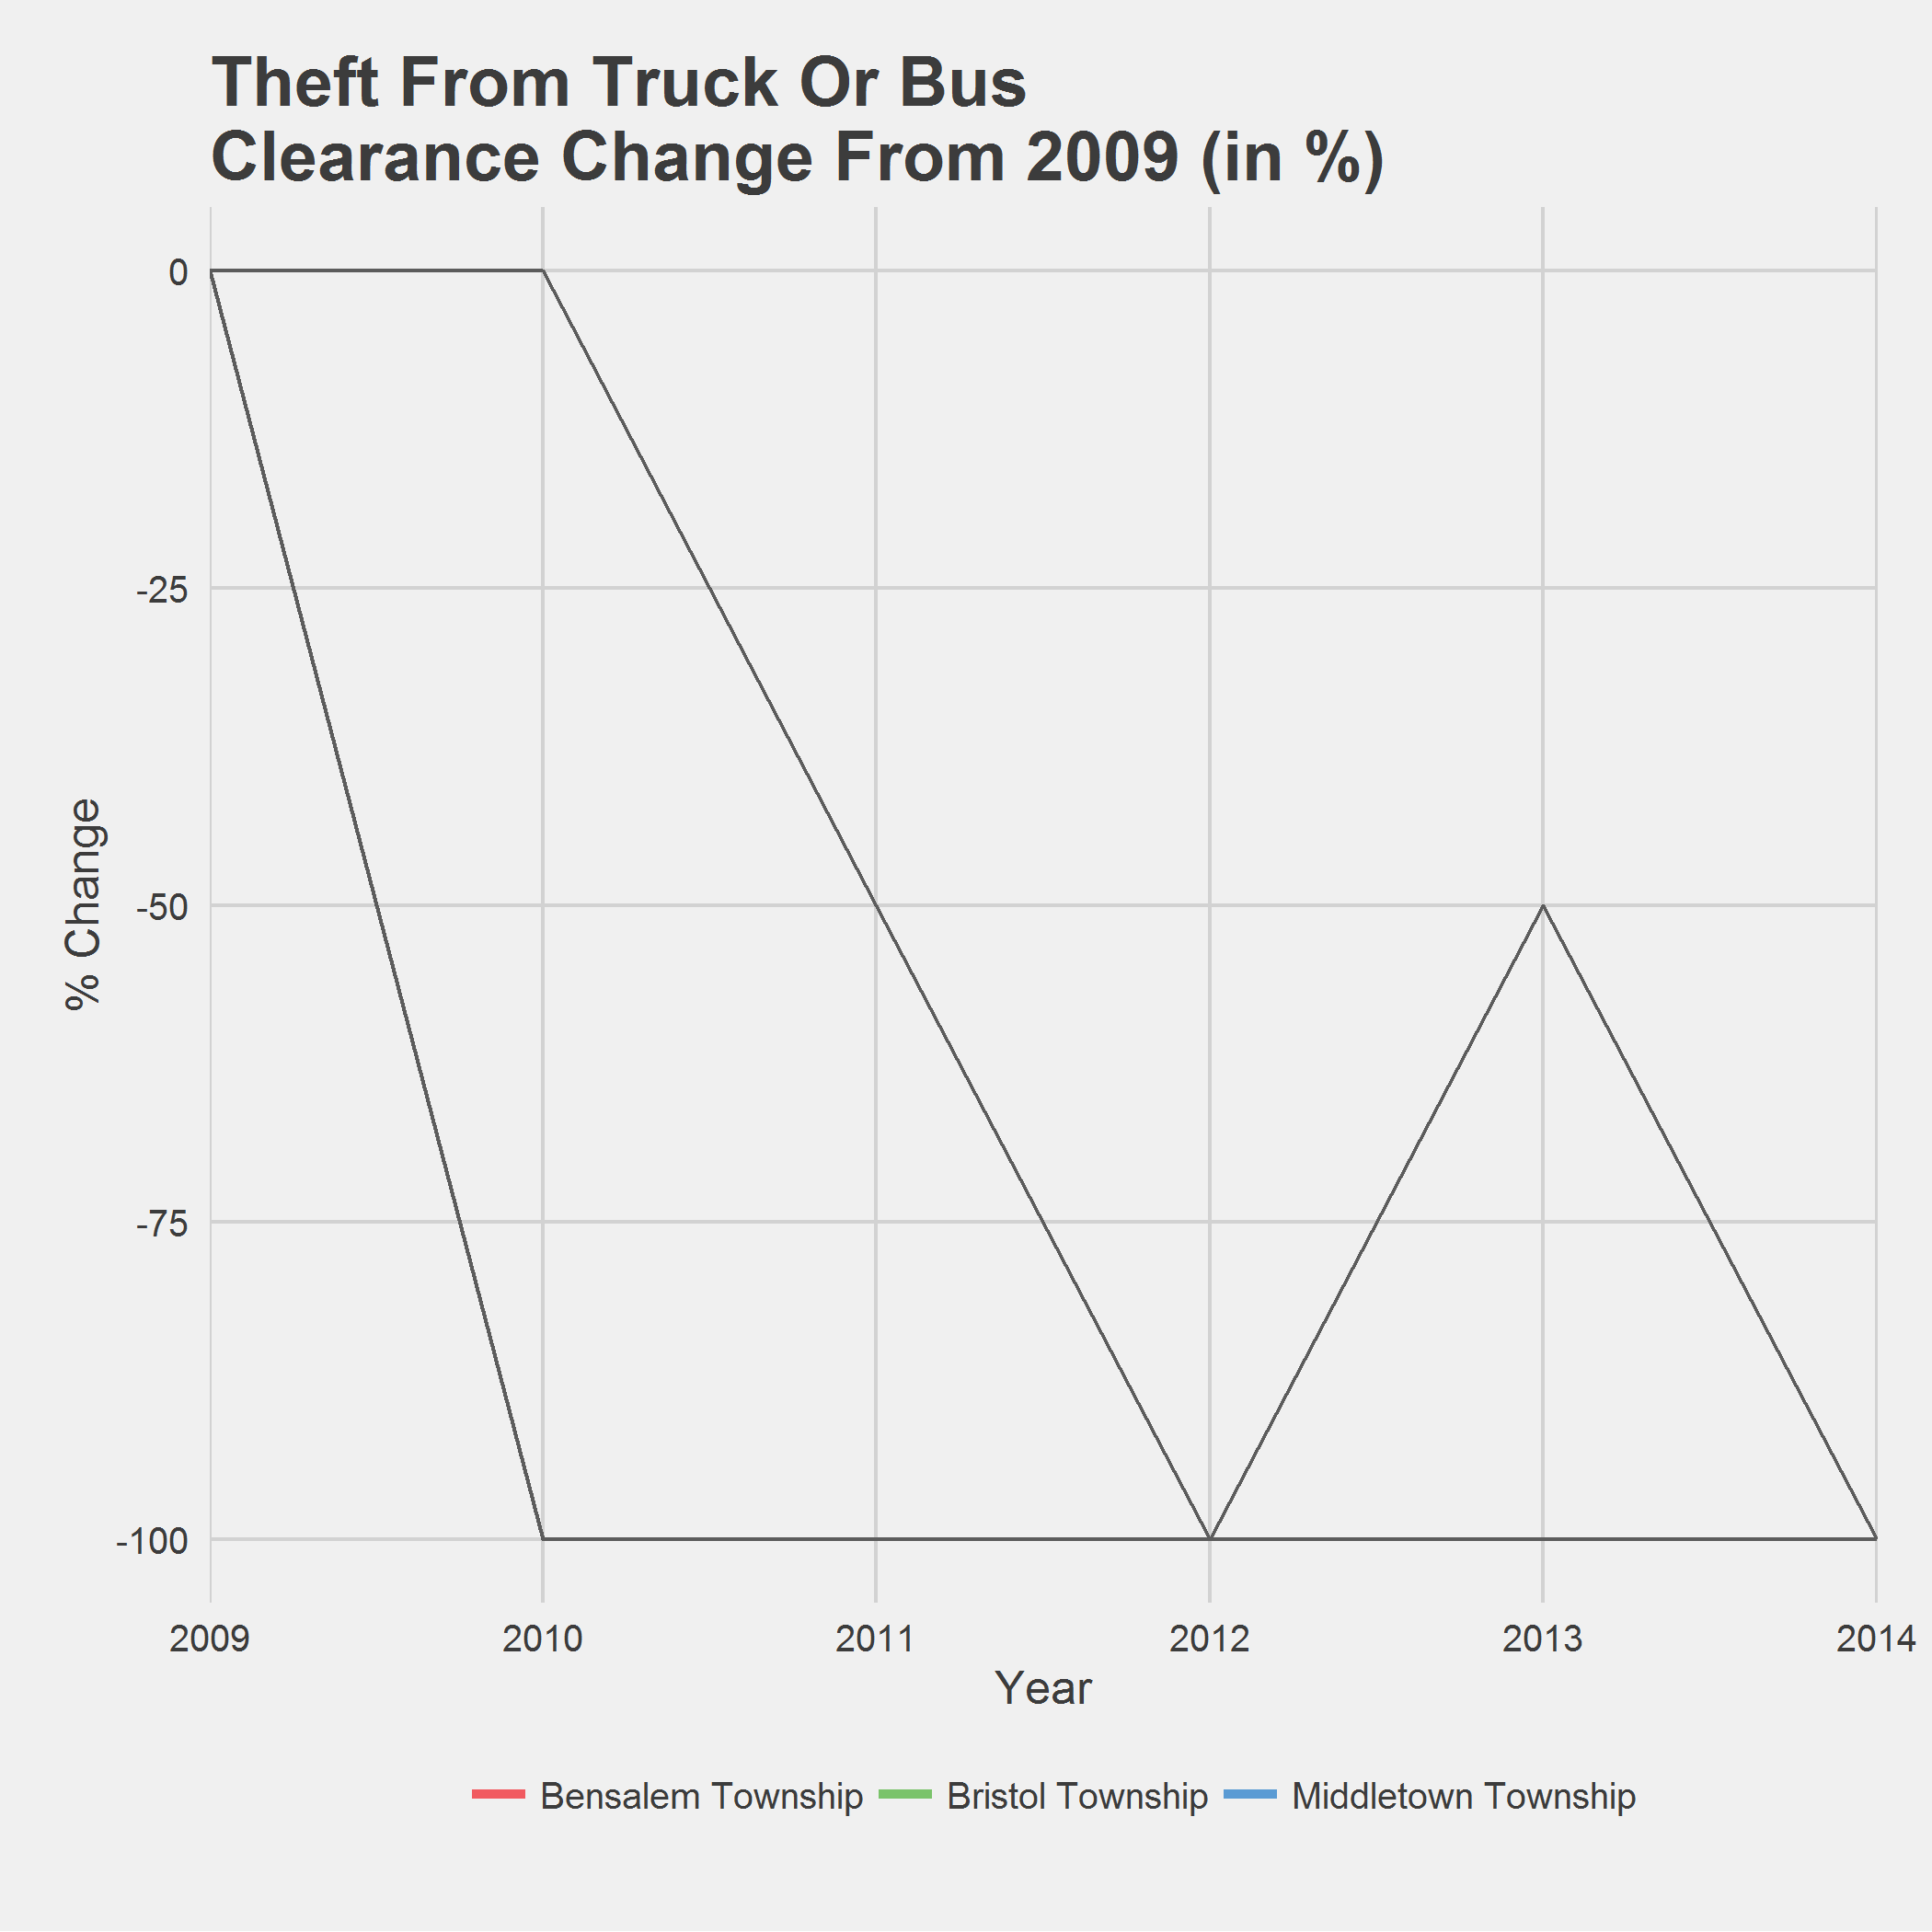 Theft From Truck Or Bus
Clearance Change From 2009 (in %)
0
-25
-50
-75
-100
% Change
2009 2010 2011 2012 2013 2014
Year
Bensalem Township Bristol Township Middletown Township